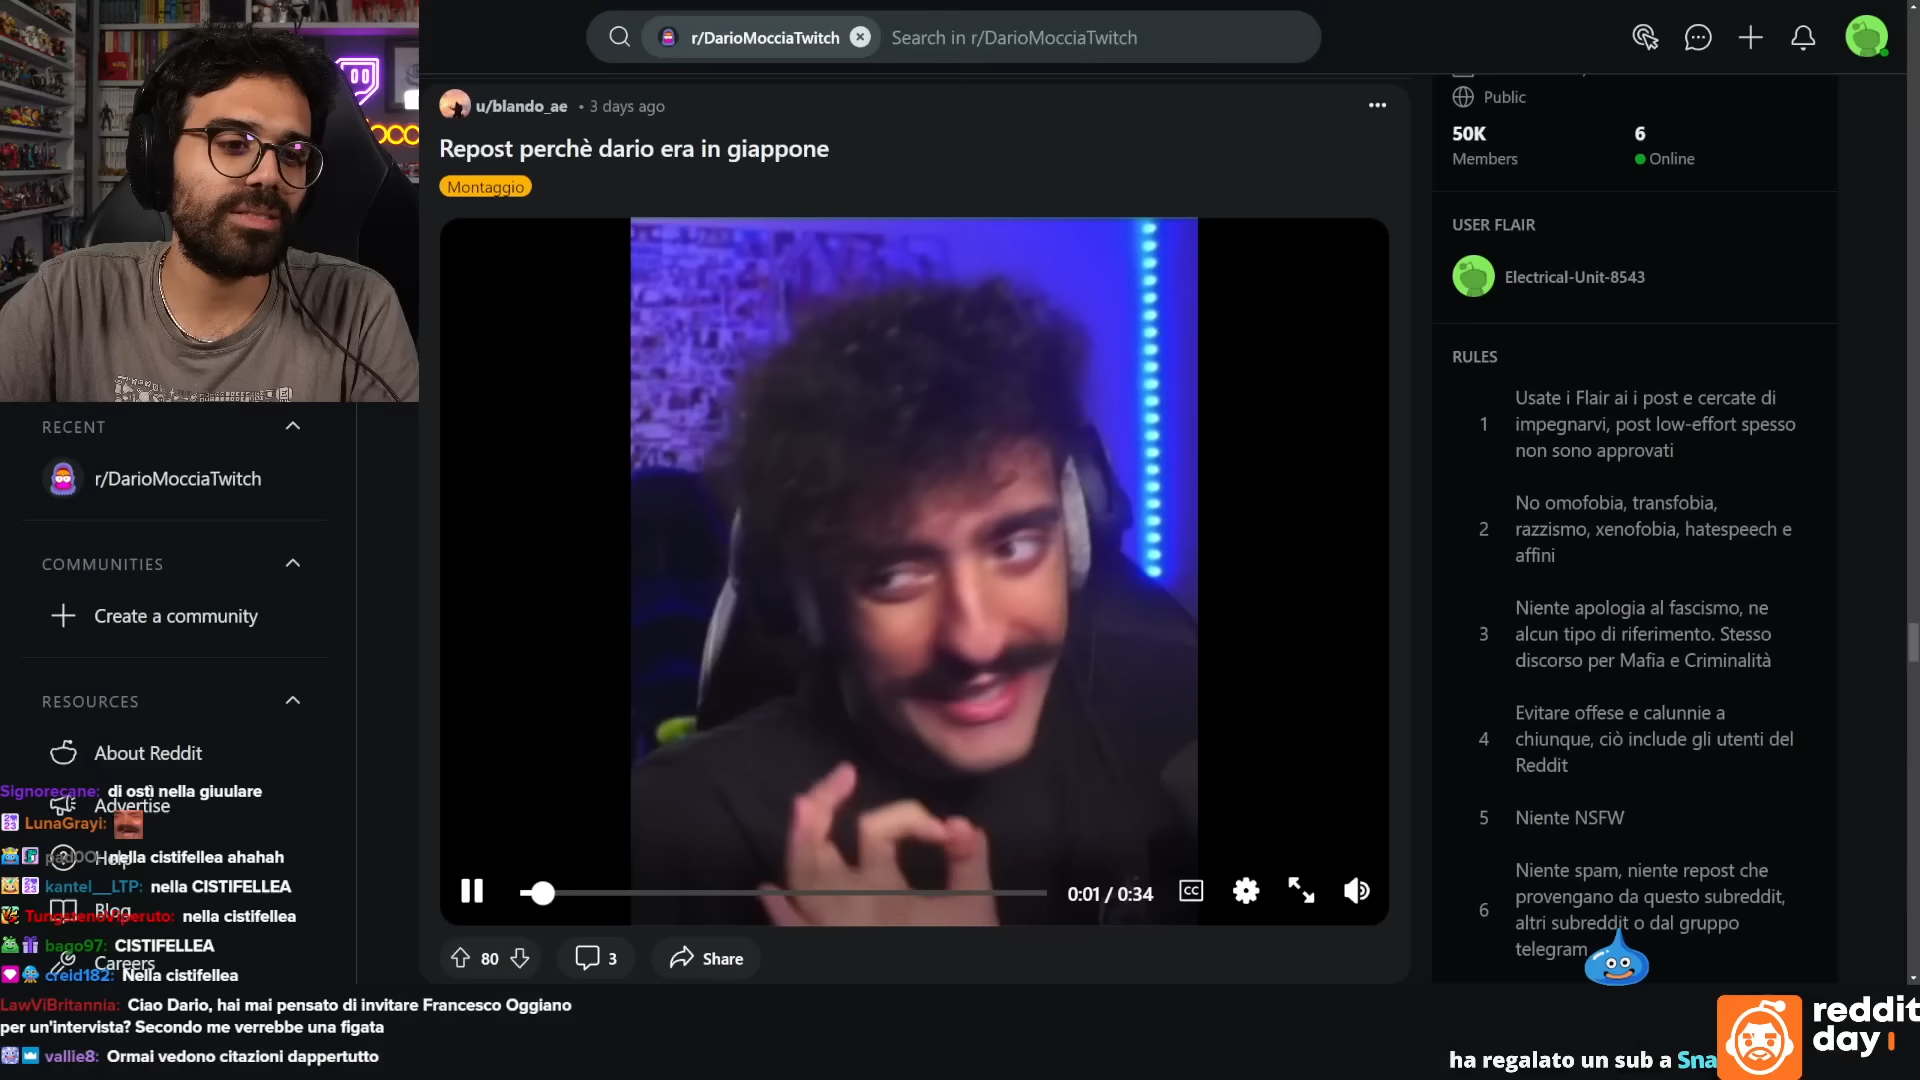 r/DarioMocciaTwitch
Search in r/DarioMocciaTwitch
u/blando_ae • 3 days ago
Repost perchè dario era in giappone
Montaggio
0:01 / 0:34
CC
80
3
Share
Public
50K
6
Members
Online
USER FLAIR
Electrical-Unit-8543
RULES
1
Usate i Flair ai i post e cercate di
impegnarvi, post low-effort spesso
non sono approvati
2
No omofobia, transfobia,
razzismo, xenofobia, hatespeech e
affini
3
Niente apologia al fascismo, ne
alcun tipo di riferimento. Stesso
discorso per Mafia e Criminalità
4
Evitare offese e calunnie a
chiunque, ciò include gli utenti del
Reddit
5
Niente NSFW
6
Niente spam, niente repost che
provengano da questo subreddit,
altri subreddit o dal gruppo
telegram
RECENT
r/DarioMocciaTwitch
COMMUNITIES
Create a community
RESOURCES
About Reddit
Advertise
Help
Blog
Careers
Signorecane: di ostì nella giuulare
LunaGrayi:
nella cistifellea ahahah
kantel__LTP: nella CISTIFELLEA
TungstenoViperuto: nella cistifellea
bago97: CISTIFELLEA
creid182: Nella cistifellea
LawViBritannia: Ciao Dario, hai mai pensato di invitare Francesco Oggiano
per un'intervista? Secondo me verrebbe una figata
vallie8: Ormai vedono citazioni dappertutto
ha regalato un sub a Sna
reddit
day